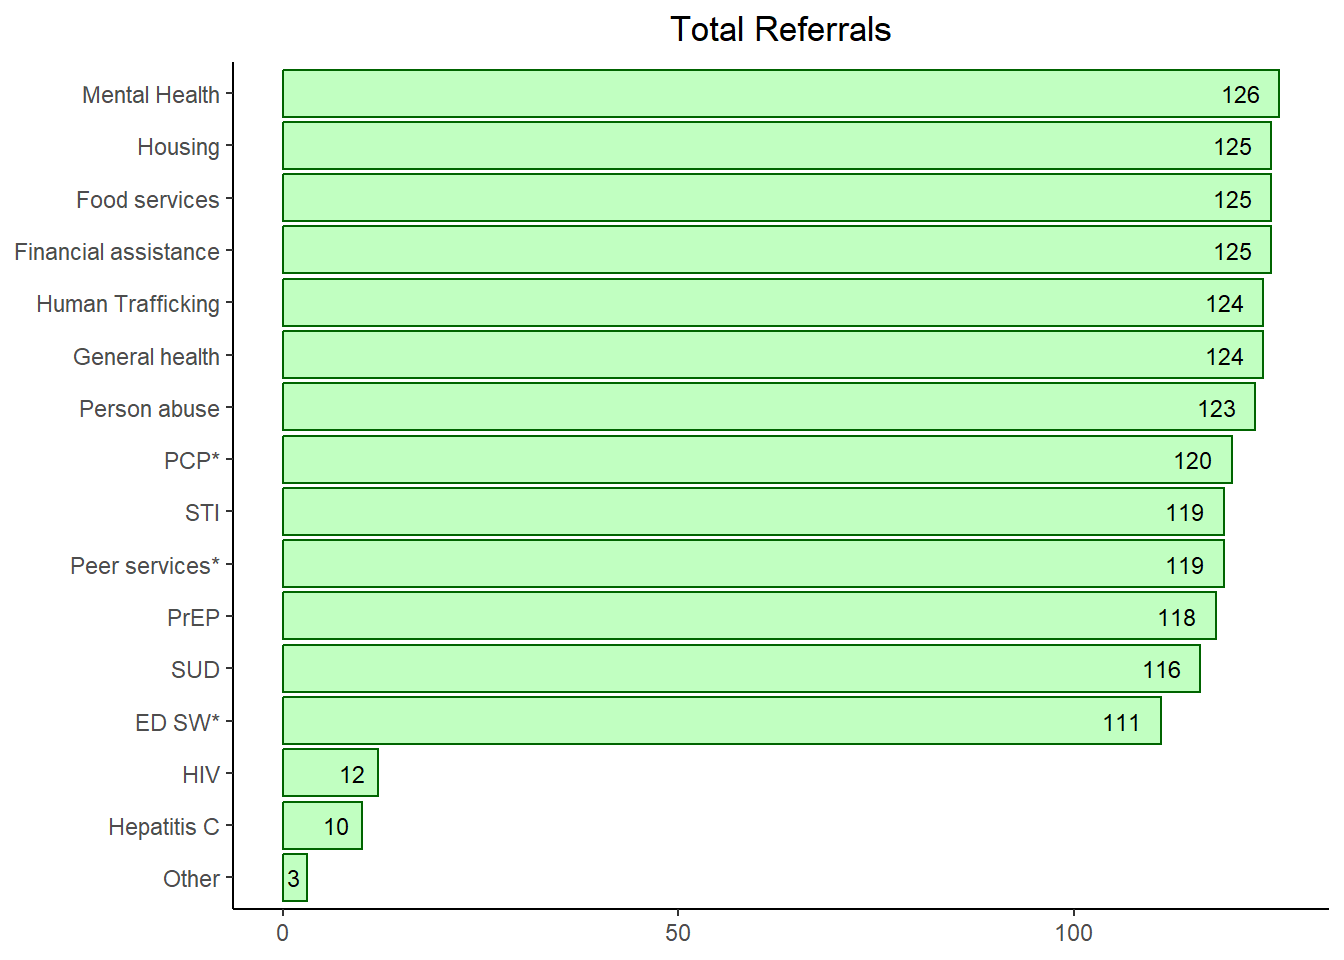 Total Referrals
Mental Health 126
Housing 125
Food services 125
Financial assistance 125
Human Trafficking 124
General health 124
Person abuse 123
PCP* 120
STI 119
Peer services* 119
PrEP 118
SUD 116
ED SW* 111
HIV 12
Hepatitis C 10
Other 3
0 50 100